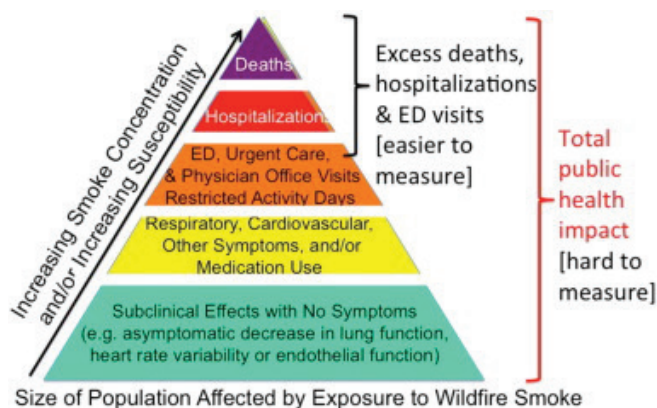 Increasing Smoke Concentration
and/or Increasing Susceptibility
Deaths
Hospitalizations
ED, Urgent Care,
& Physician Office Visits
Restricted Activity Days
Respiratory, Cardiovascular,
Other Symptoms, and/or
Medication Use
Subclinical Effects with No Symptoms
(e.g. asymptomatic decrease in lung function,
heart rate variability or endothelial function)
Excess deaths,
hospitalizations
& ED visits
[easier to
measure]
Total
public
health
impact
[hard to
measure]
Size of Population Affected by Exposure to Wildfire Smoke